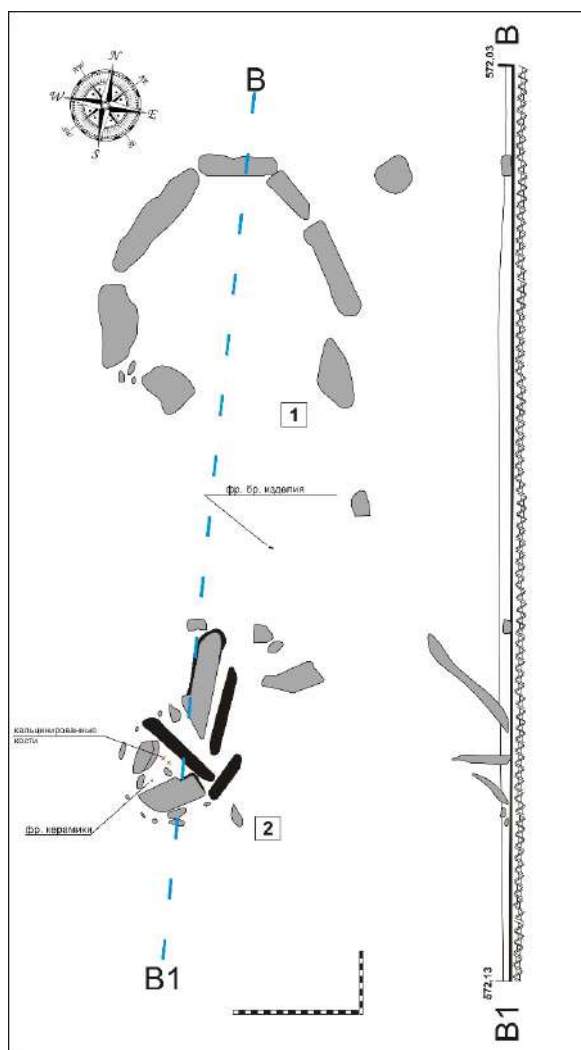 N
W
E
S
B
B
572,03
1
фр. бр. изделия
кальцинированные
кости
фр. керамики
2
B1
572,13
B1